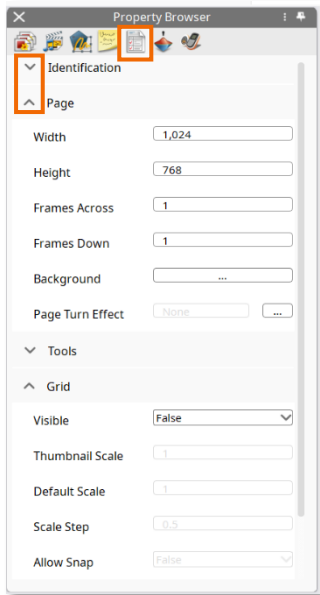 Property Browser
Identification
Page
Width 1,024
Height 768
Frames Across 1
Frames Down 1
Background ...
Page Turn Effect None ...
Tools
Grid
Visible False
Thumbnail Scale 1
Default Scale 1
Scale Step 0.5
Allow Snap False